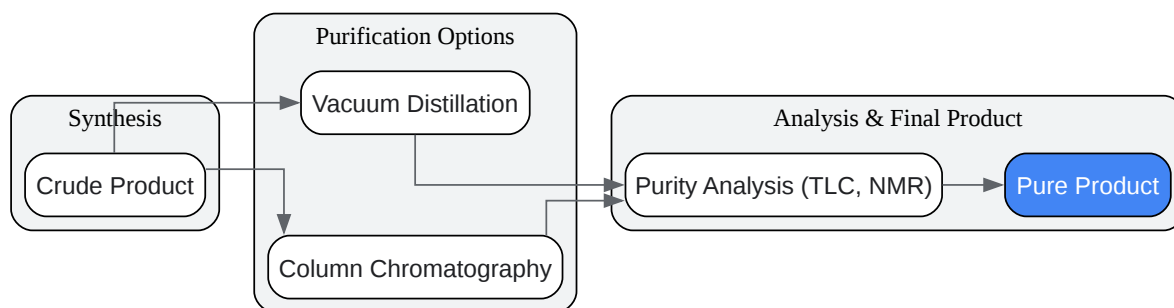 Synthesis
Crude Product
Purification Options
Vacuum Distillation
Column Chromatography
Analysis & Final Product
Purity Analysis (TLC, NMR)
Pure Product